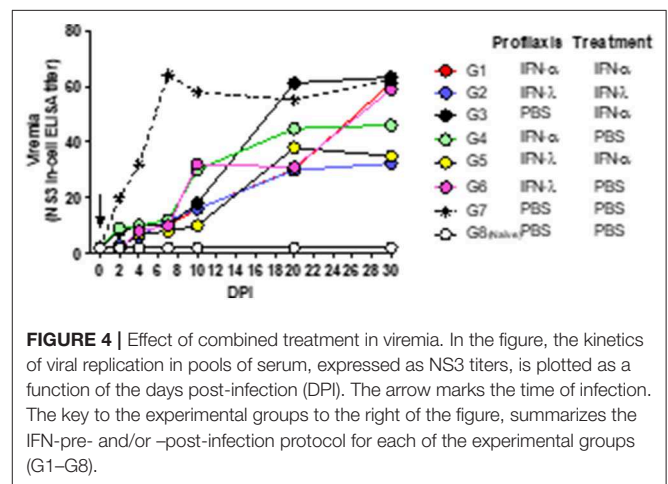 80
60
40
20
0
Viremia
(NS3 in-cell ELISA titer)
0 2 4 6 8 10 12 14 16 18 20 22 24 26 28 30
DPI
Profilaxis Treatment
G1 IFN-α IFN-α
G2 IFN-λ IFN-λ
G3 PBS IFN-α
G4 IFN-α PBS
G5 IFN-λ IFN-α
G6 IFN-λ PBS
G7 PBS PBS
G8(Naïve) PBS PBS
FIGURE 4 | Effect of combined treatment in viremia. In the figure, the kinetics
of viral replication in pools of serum, expressed as NS3 titers, is plotted as a
function of the days post-infection (DPI). The arrow marks the time of infection.
The key to the experimental groups to the right of the figure, summarizes the
IFN-pre- and/or –post-infection protocol for each of the experimental groups
(G1–G8).